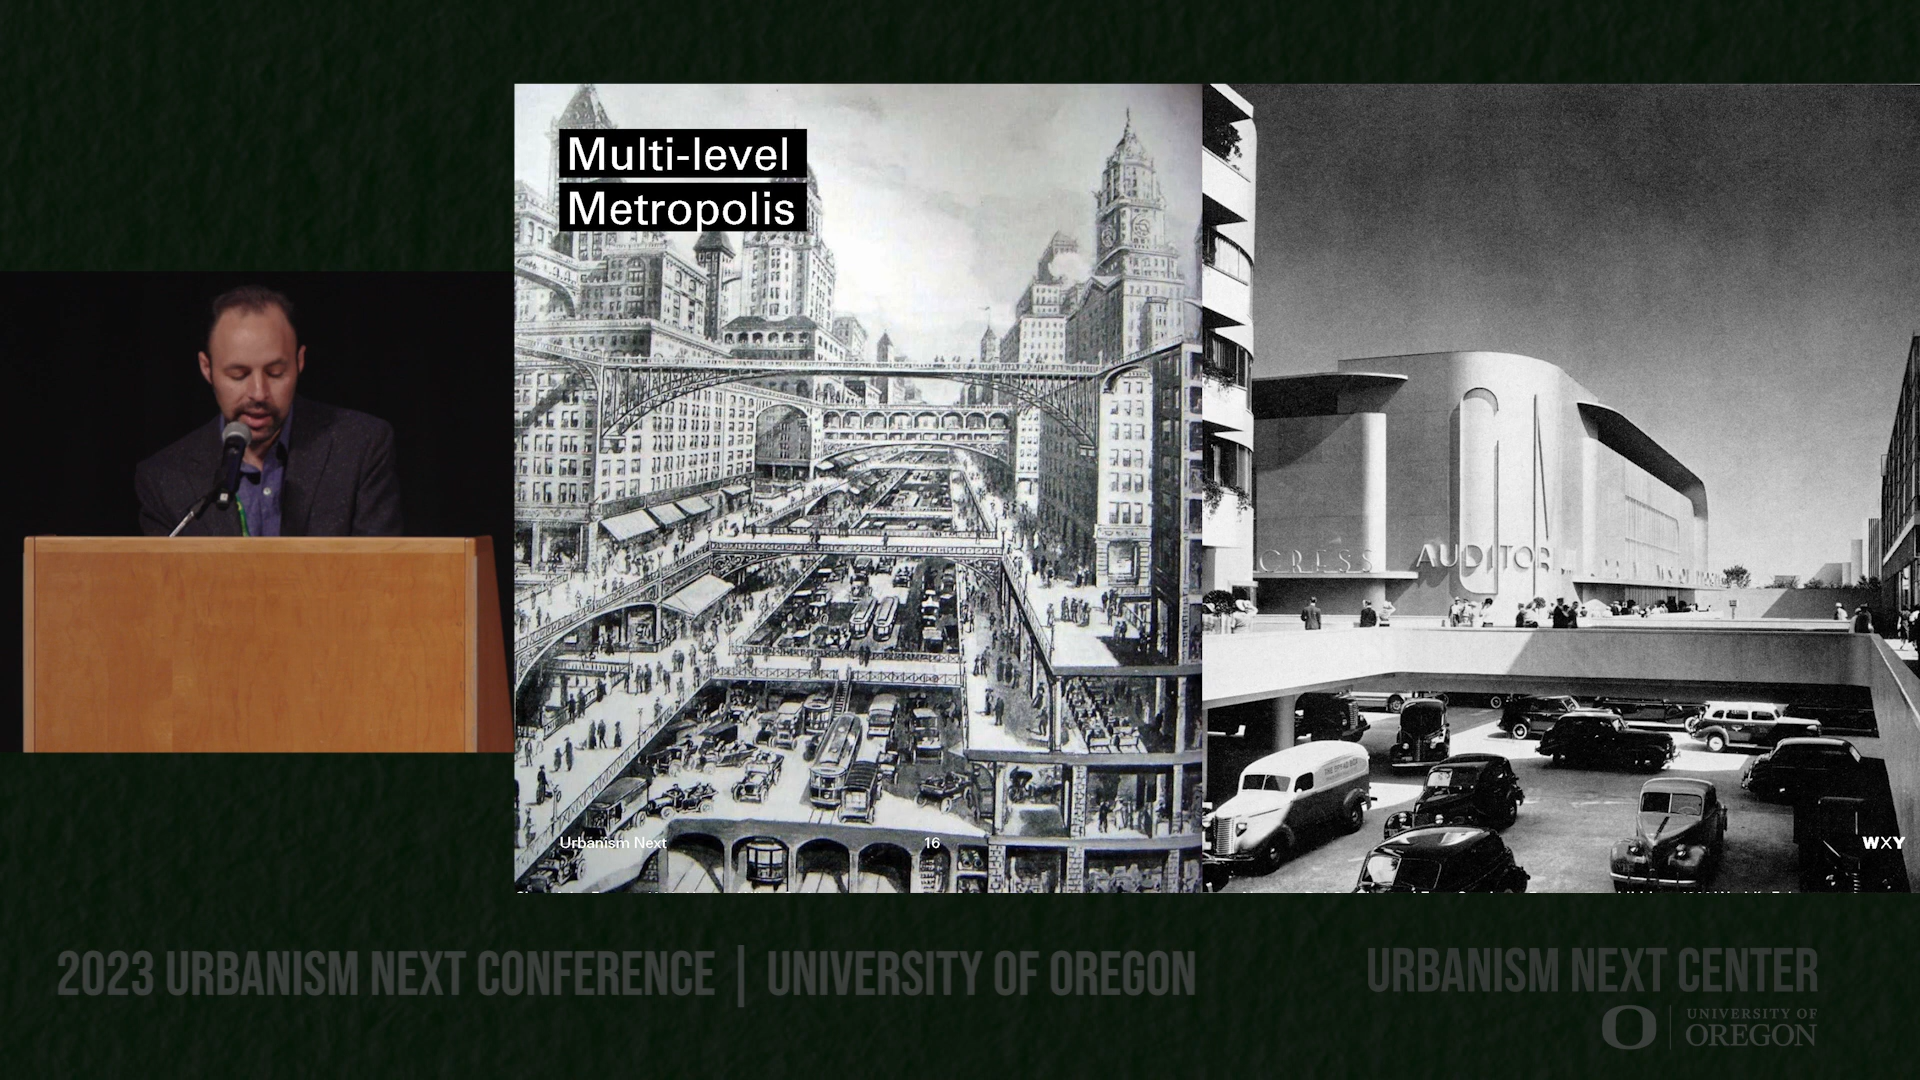 Multi-level
Metropolis
CRESS
AUDITOR
Urbanism Next
16
WXY
2023 URBANISM NEXT CONFERENCE | UNIVERSITY OF OREGON
URBANISM NEXT CENTER
O
UNIVERSITY OF
OREGON